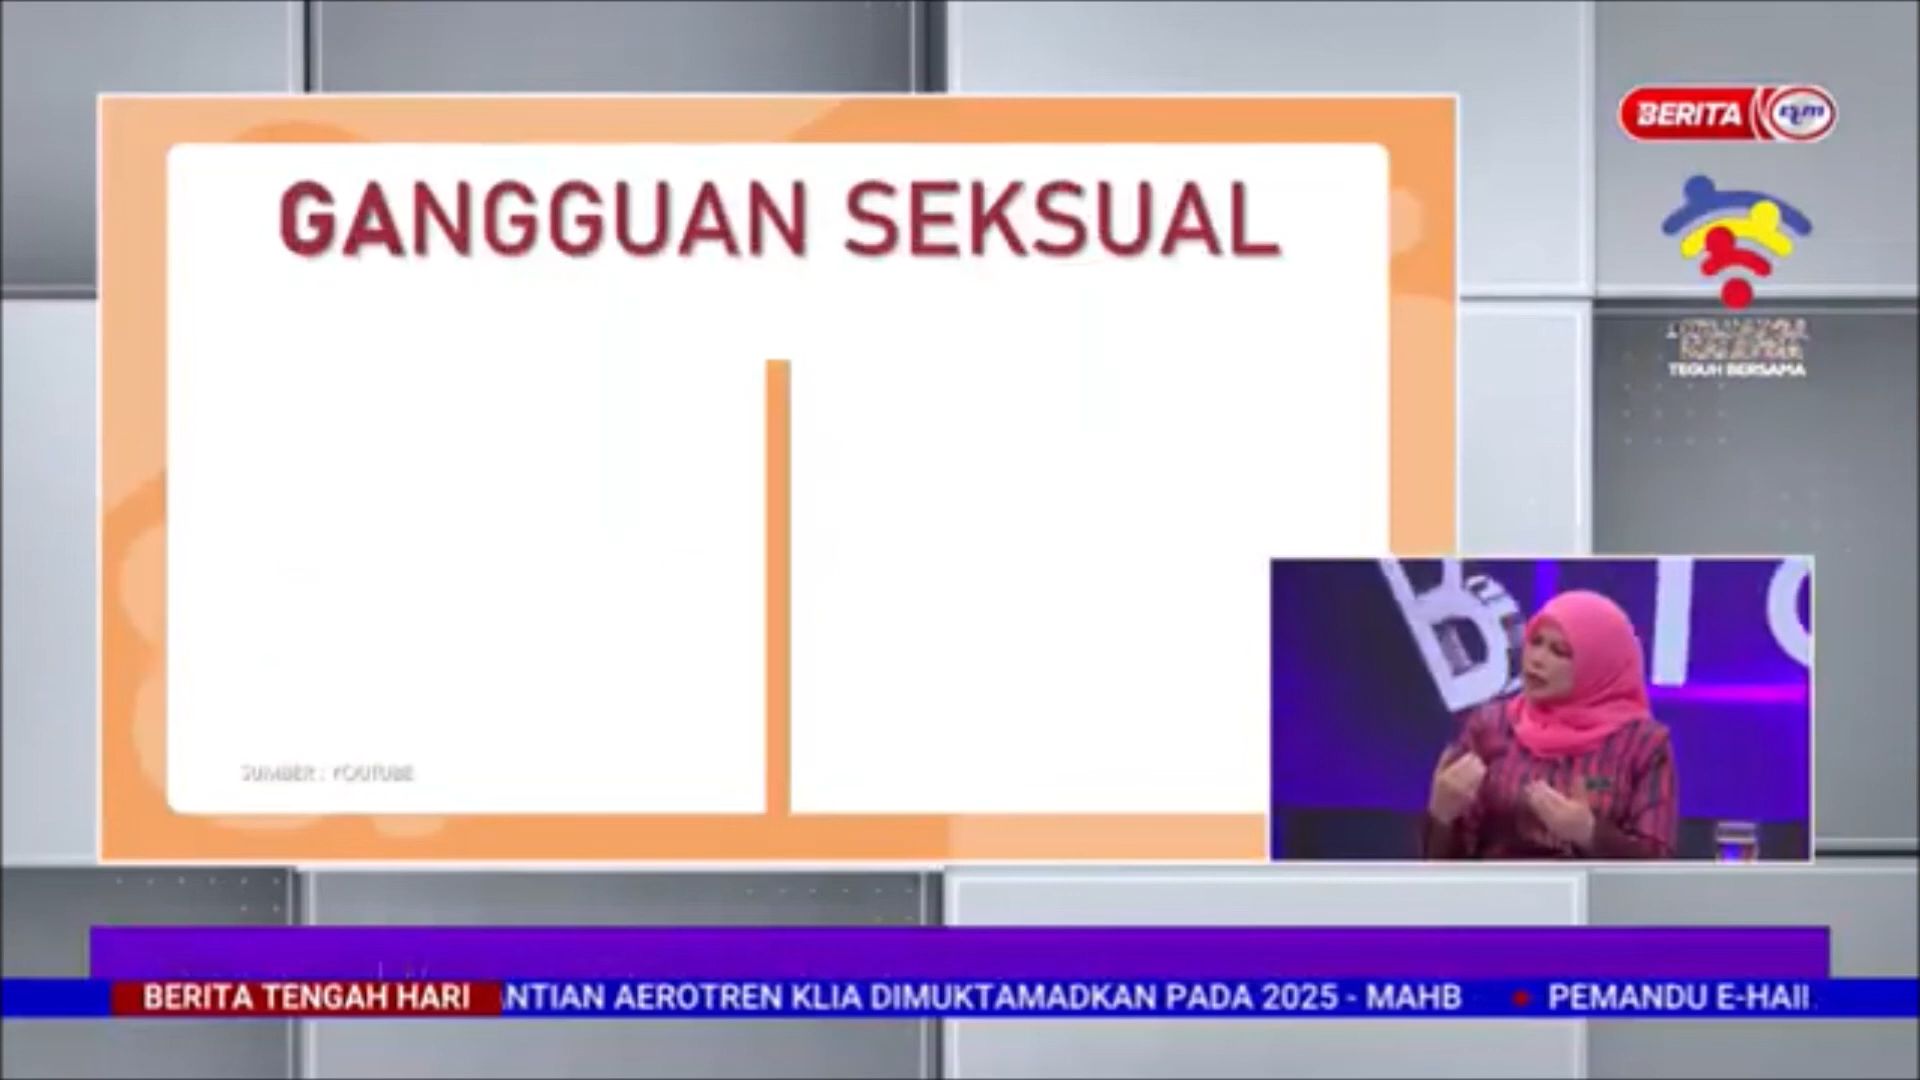 GANGGUAN SEKSUAL
BERITA rtm
TEGUH BERSAMA
SUMBER : YOUTUBE
BERITA TENGAH HARI
NTIAN AEROTREN KLIA DIMUKTAMADKAN PADA 2025 - MAHB • PEMANDU E-HAI